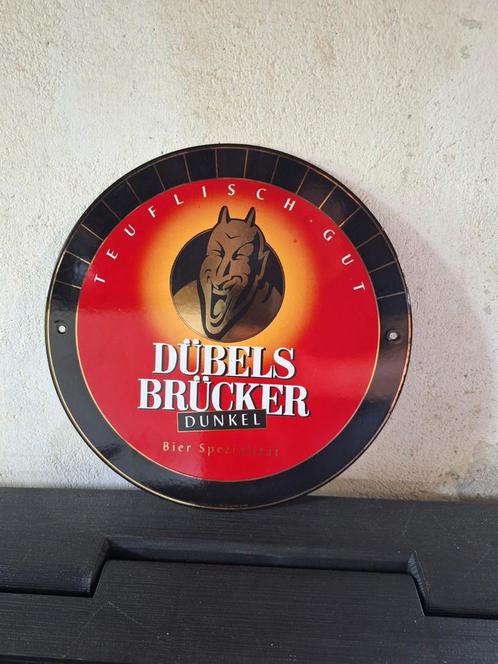 TEUFLISCH · GUT
DÜBELS
BRÜCKER
DUNKEL
Bier Spezialität